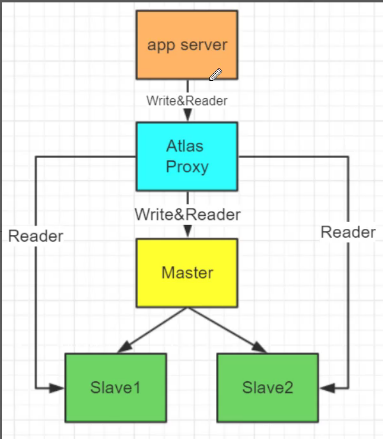 app server
Write&Reader
Atlas
Proxy
Write&Reader
Reader
Reader
Master
Slave1
Slave2